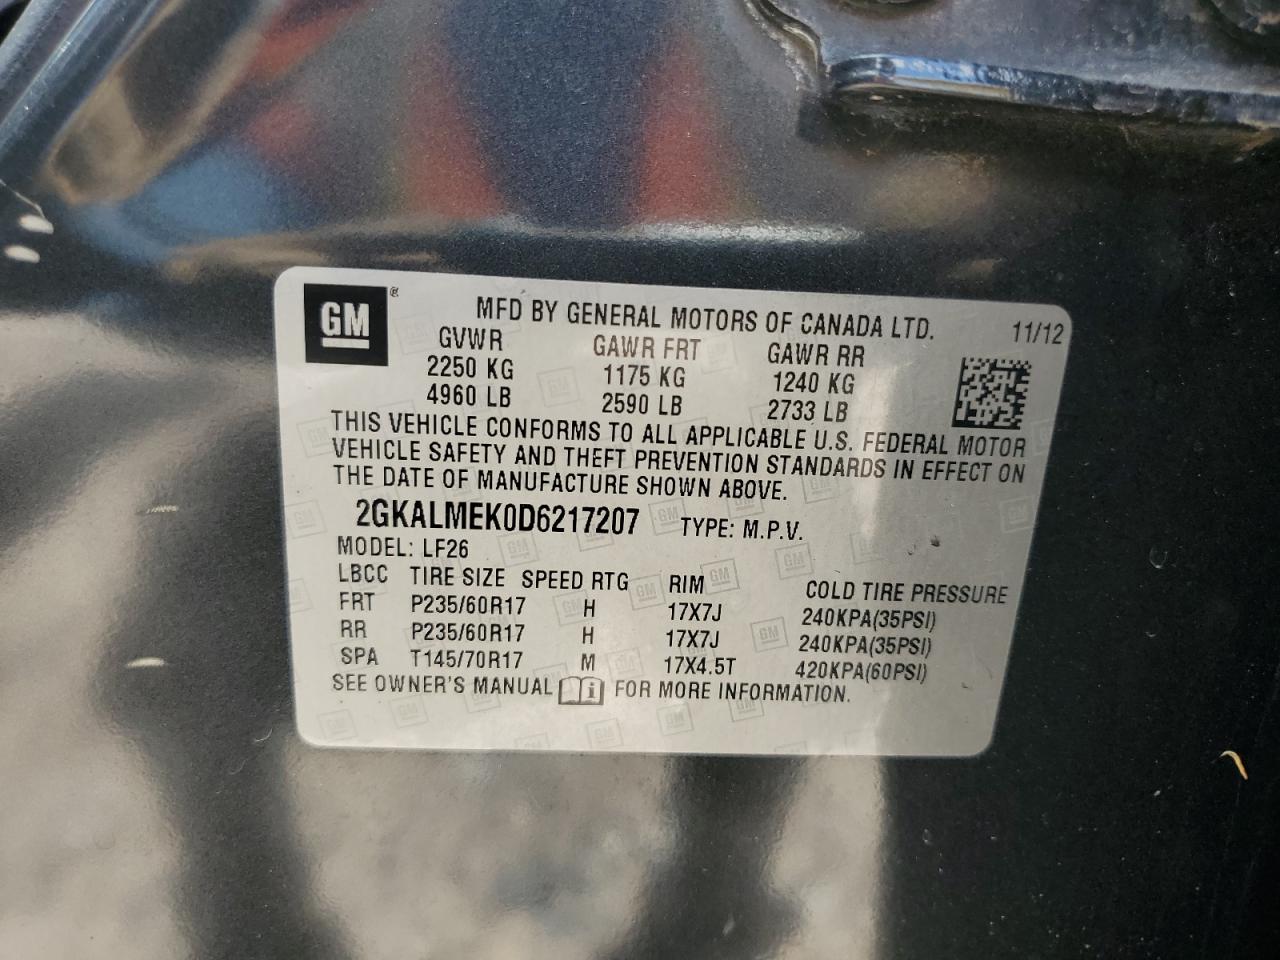 GM ®
MFD BY GENERAL MOTORS OF CANADA LTD. 11/12
GVWR GAWR FRT GAWR RR
2250 KG 1175 KG 1240 KG
4960 LB 2590 LB 2733 LB
THIS VEHICLE CONFORMS TO ALL APPLICABLE U.S. FEDERAL MOTOR
VEHICLE SAFETY AND THEFT PREVENTION STANDARDS IN EFFECT ON
THE DATE OF MANUFACTURE SHOWN ABOVE.
2GKALMEK0D6217207 TYPE: M.P.V.
MODEL: LF26
LBCC TIRE SIZE SPEED RTG RIM COLD TIRE PRESSURE
FRT P235/60R17 H 17X7J 240KPA(35PSI)
RR P235/60R17 H 17X7J 240KPA(35PSI)
SPA T145/70R17 M 17X4.5T 420KPA(60PSI)
SEE OWNER'S MANUAL i FOR MORE INFORMATION.